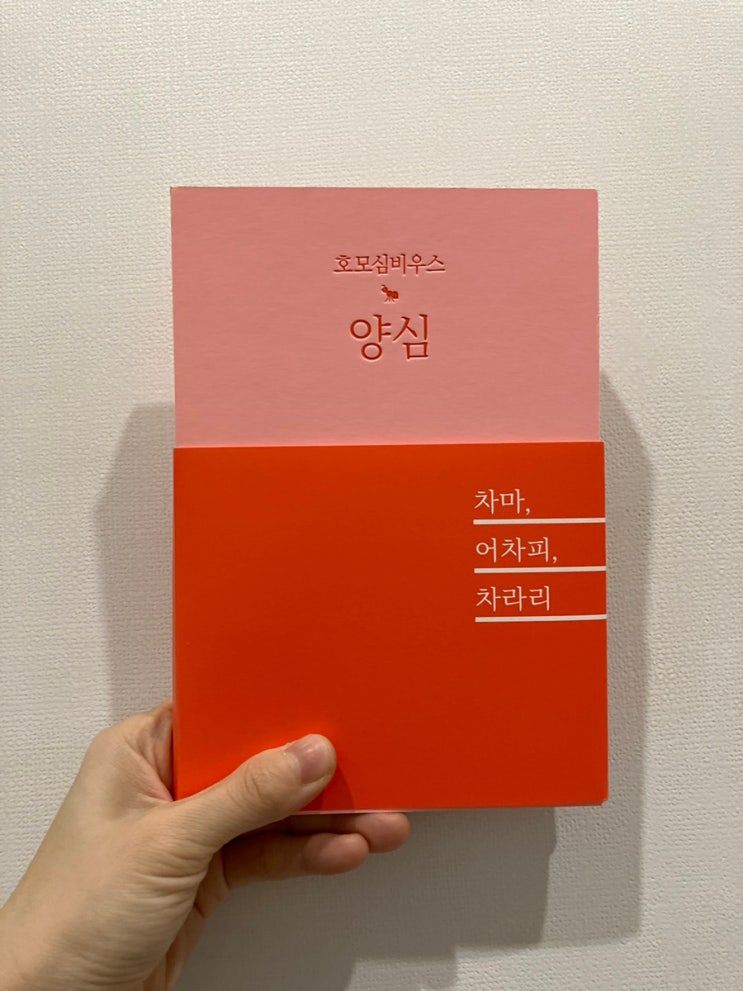 호모심비우스
양심
차마,
어차피,
차라리